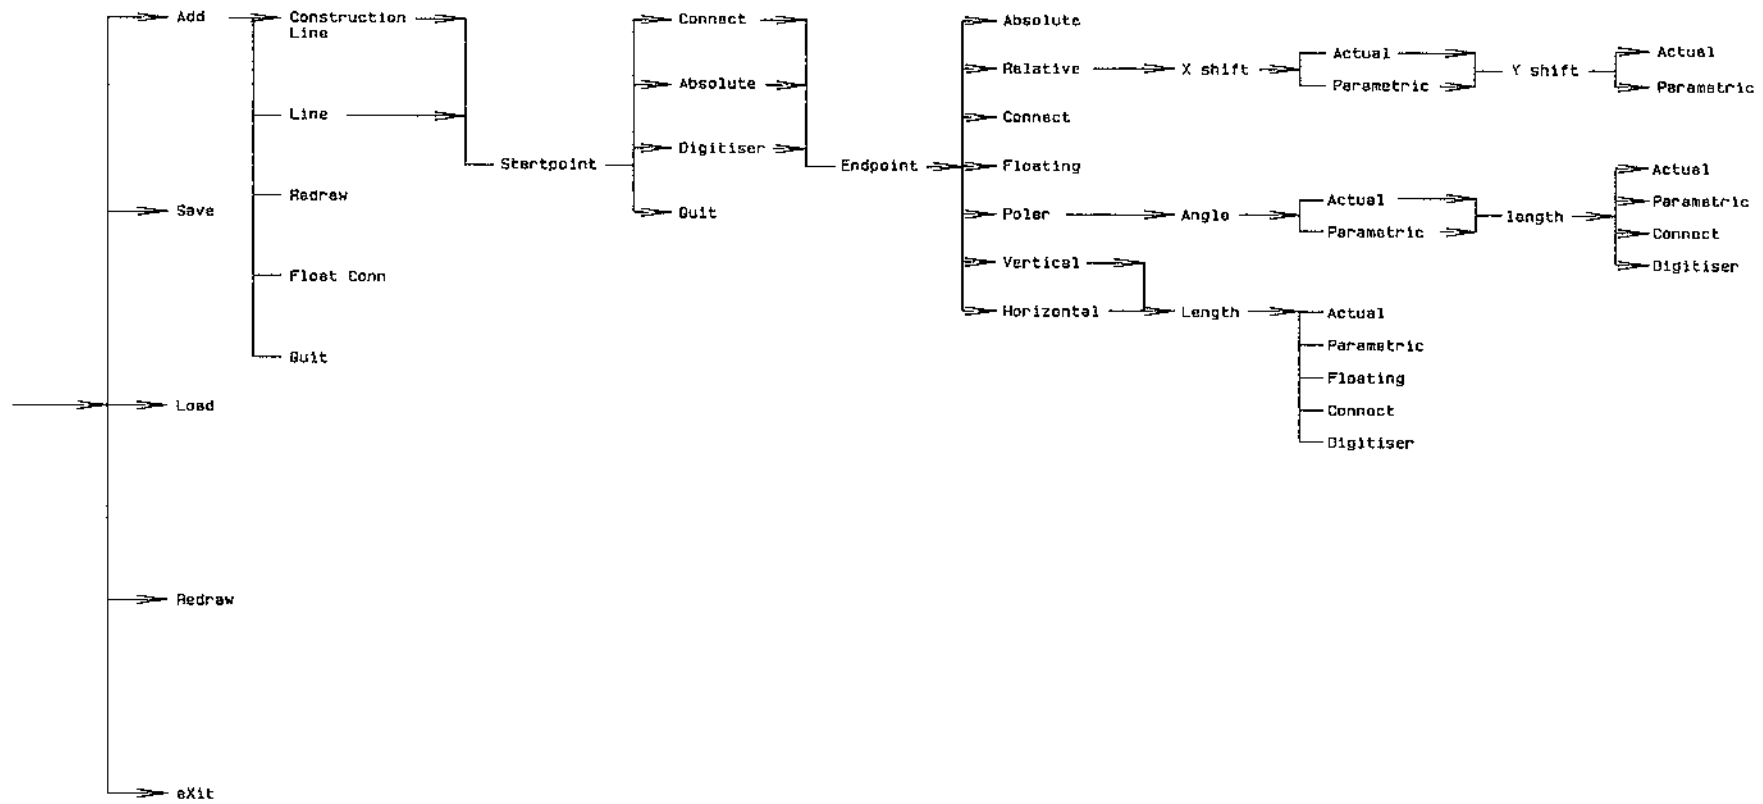 Add
Construction
Line
Line
Redraw
Float Conn
Quit
Save
Load
Redraw
eXit
Startpoint
Connect
Absolute
Digitiser
Quit
Endpoint
Absolute
Relative
Connect
Floating
Polar
Vertical
Horizontal
X shift
Actual
Parametric
Y shift
Actual
Parametric
Angle
Actual
Parametric
length
Actual
Parametric
Connect
Digitiser
Length
Actual
Parametric
Floating
Connect
Digitiser